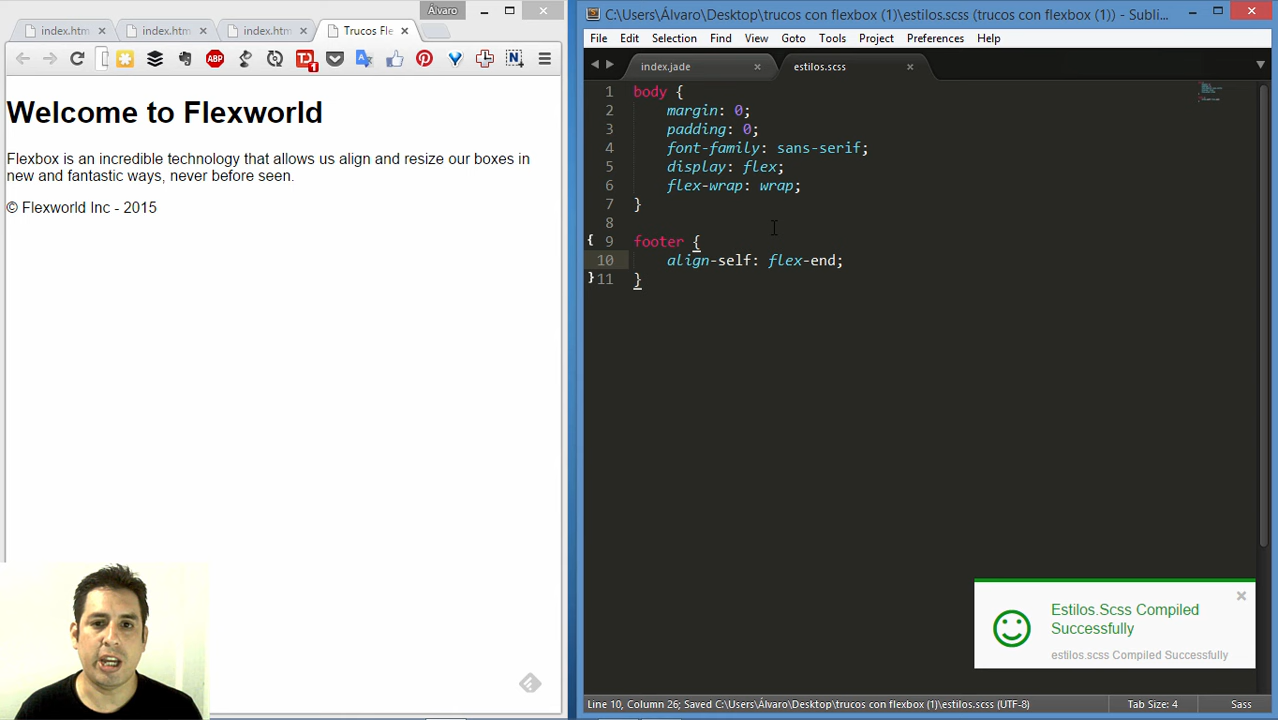 Álvaro
index.htm
index.htm
index.htm
Trucos Fle
ABP
1
Welcome to Flexworld
Flexbox is an incredible technology that allows us align and resize our boxes in
new and fantastic ways, never before seen.
© Flexworld Inc - 2015
C:\Users\Álvaro\Desktop\trucos con flexbox (1)\estilos.scss (trucos con flexbox (1)) - Subli...
File Edit Selection Find View Goto Tools Project Preferences Help
index.jade
estilos.scss
1 body {
2 margin: 0;
3 padding: 0;
4 font-family: sans-serif;
5 display: flex;
6 flex-wrap: wrap;
7 }
8
{ 9 footer {
10 align-self: flex-end;
} 11 }
Estilos.Scss Compiled
Successfully
estilos.scss Compiled Successfully
Line 10, Column 26; Saved C:\Users\Álvaro\Desktop\trucos con flexbox (1)\estilos.scss (UTF-8)
Tab Size: 4
Sass